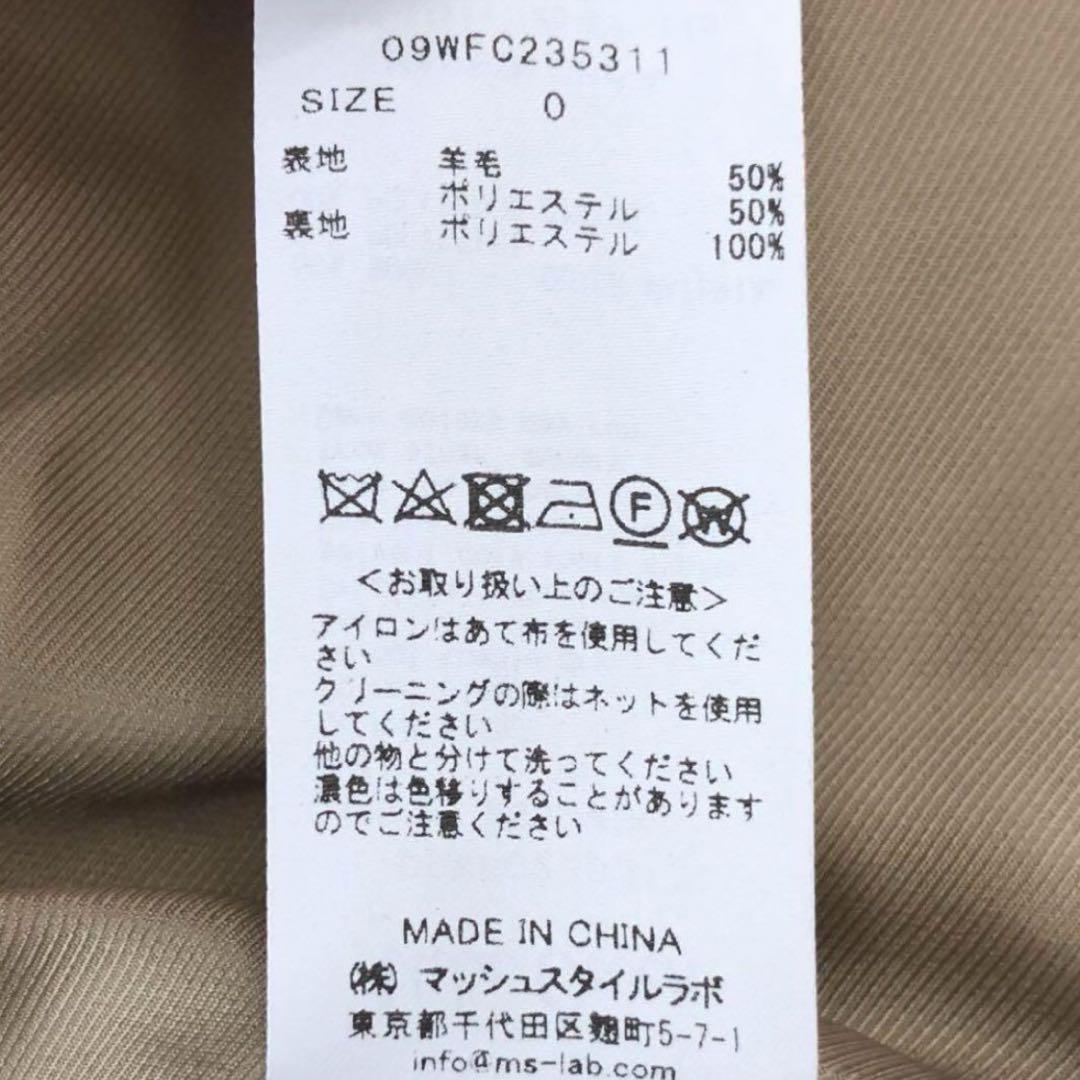 09WFC235311
SIZE 0
表地 羊毛 50%
ポリエステル 50%
裏地 ポリエステル 100%
F W
＜お取り扱い上のご注意＞
アイロンはあて布を使用してくだ
さい
クリーニングの際はネットを使用
してください
他の物と分けて洗ってください
濃色は色移りすることがあります
のでご注意ください
MADE IN CHINA
(株) マッシュスタイルラボ
東京都千代田区麹町5-7-1
info@ms-lab.com